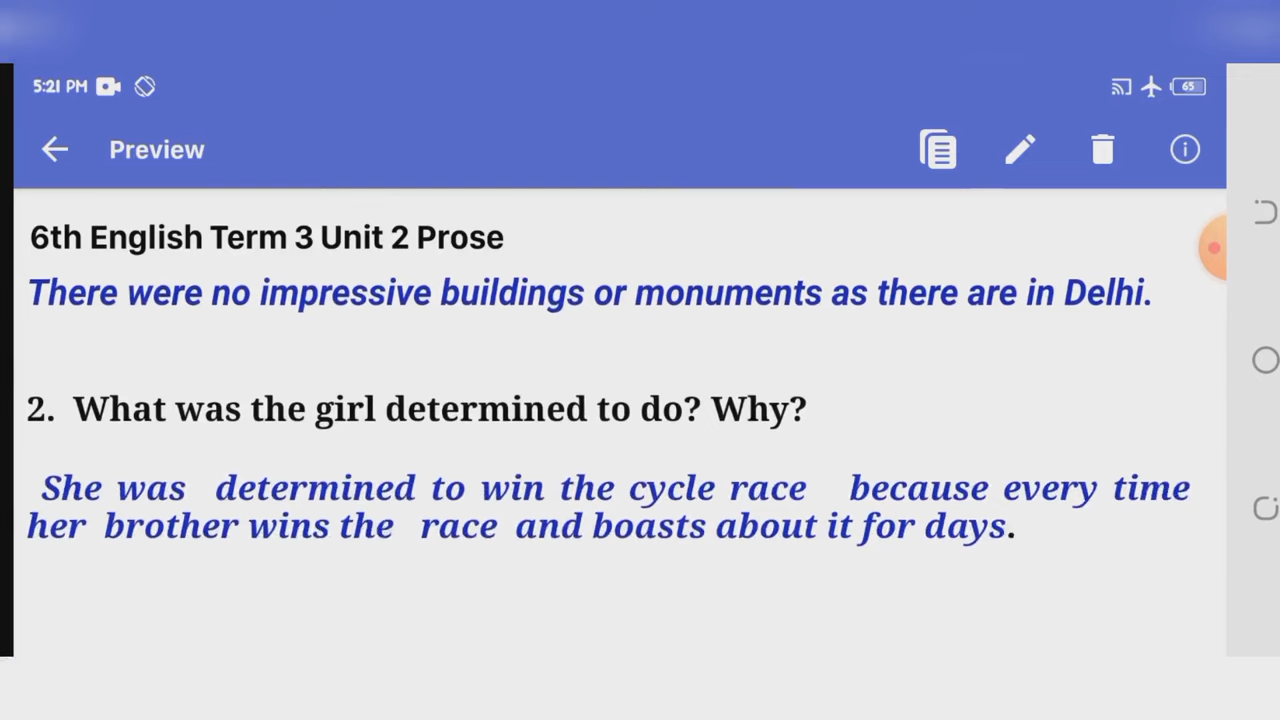 5:21 PM 65
Preview
6th English Term 3 Unit 2 Prose
There were no impressive buildings or monuments as there are in Delhi.
2. What was the girl determined to do? Why?
She was determined to win the cycle race because every time
her brother wins the race and boasts about it for days.